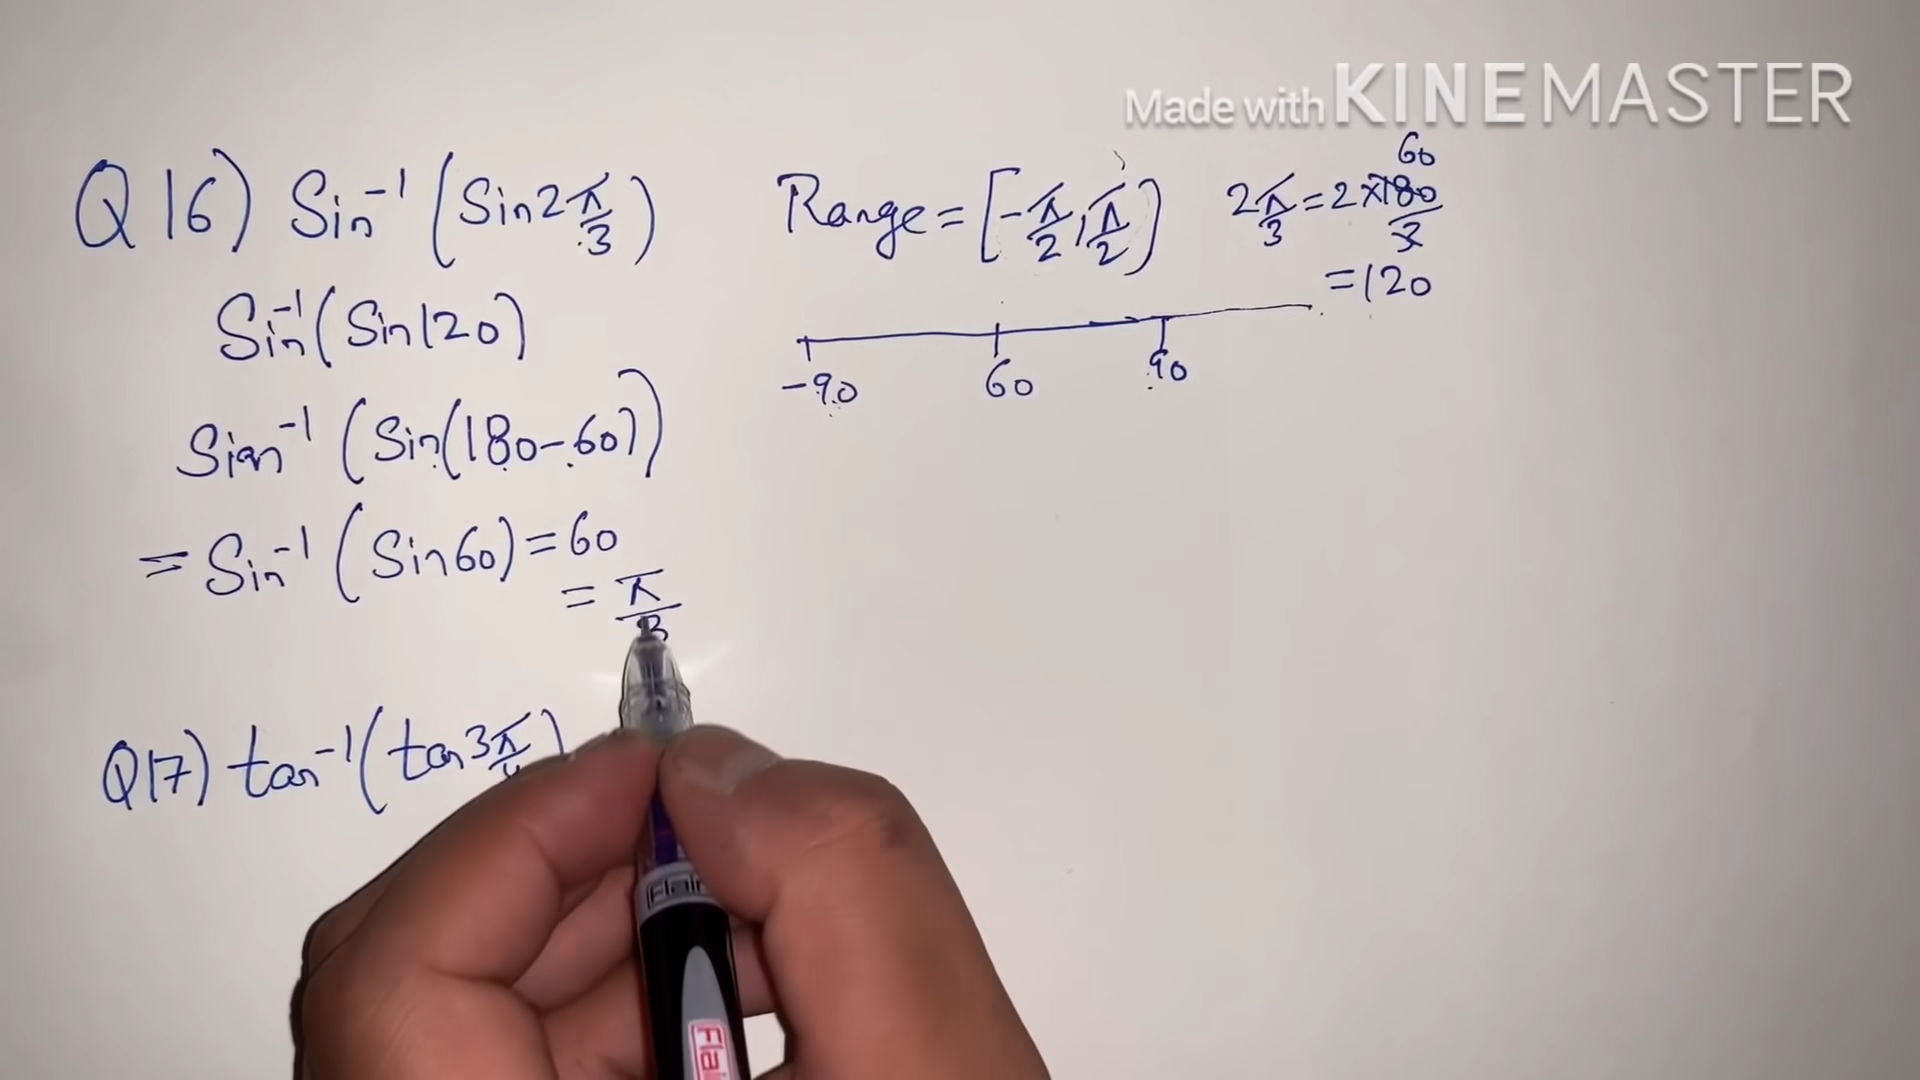 Made with KINEMASTER
Q16) Sin⁻¹ (Sin2π/3)
Sin⁻¹(Sin120)
Sin⁻¹ (Sin(180-60))
= Sin⁻¹ (Sin60) = 60
= π/3
Range = [-π/2, π/2]
2π/3 = 2×180/3
60
= 120
-90 60 90
Q17) tan⁻¹(tan3π/4)
Flair
Flai